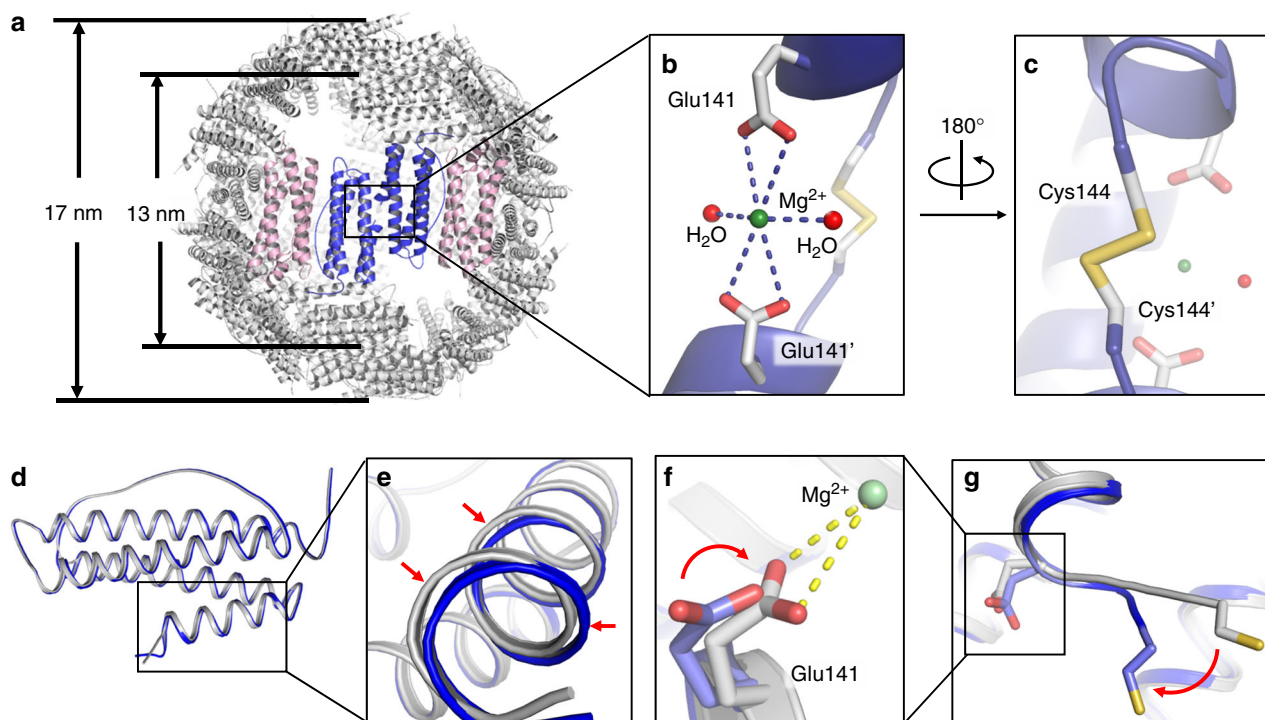 a
17 nm
13 nm
b
Glu141
Mg²⁺
H₂O
H₂O
Glu141’
180°
c
Cys144
Cys144’
d
e
f
Mg²⁺
Glu141
g